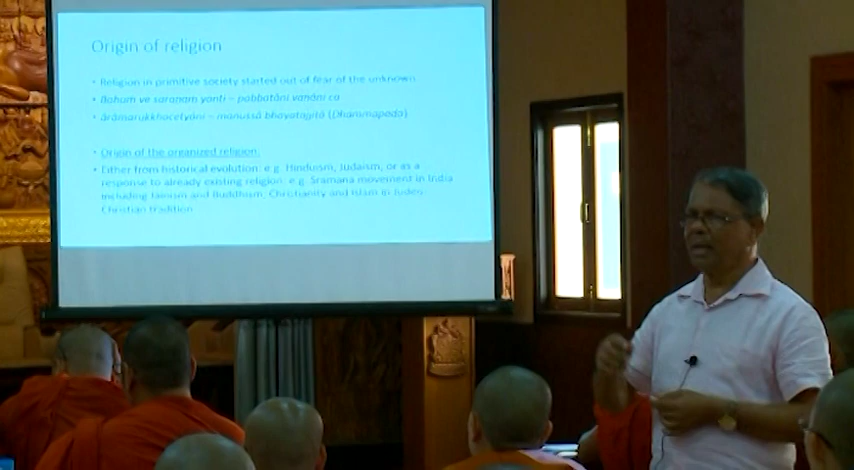 Origin of religion
• Religion in primitive society started out of fear of the unknown.
• Bahum ve saranam yanti – pabbatāni vanāni ca
• ārāmarukkhacetyāni – manussā bhayatajjitā (Dhammapada)
• Origin of the organized religion:
• Either from historical evolution: e.g. Hinduism, Judaism, or as a
response to already existing religion: e.g. Śramana movement in India
including Jainism and Buddhism; Christianity and Islam in Judeo-
Christian tradition